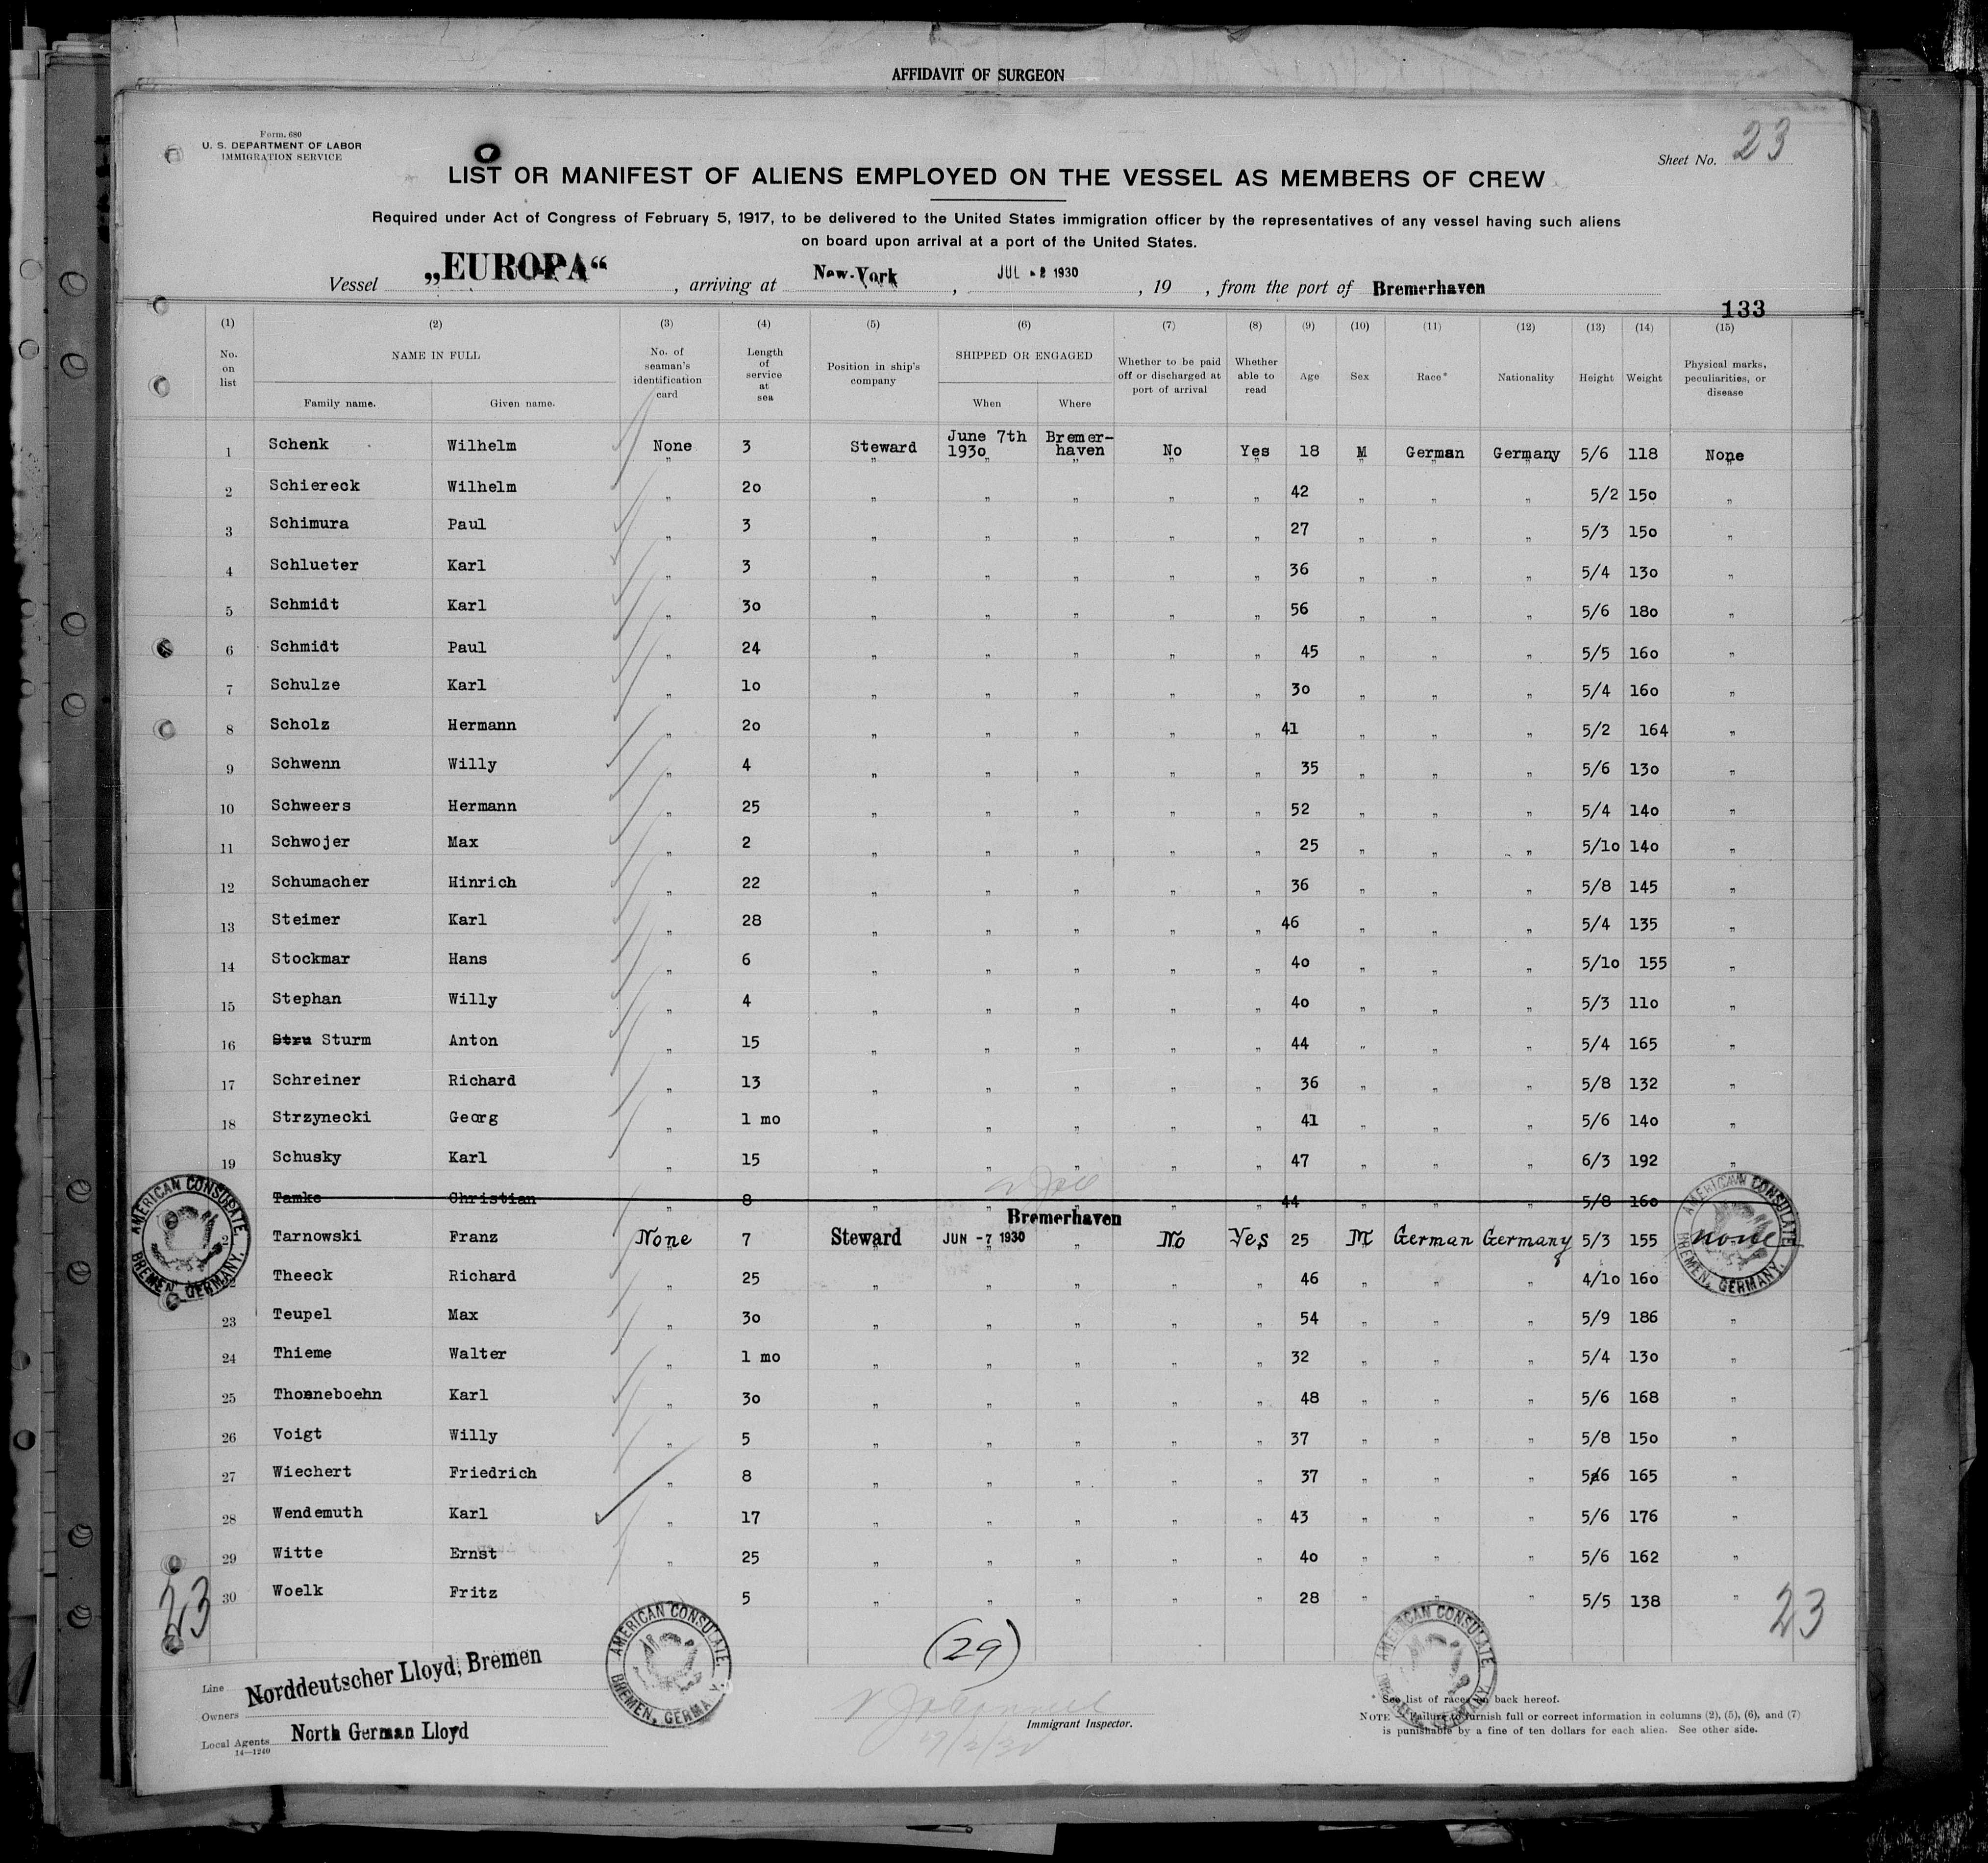 AFFIDAVIT OF SURGEON
Form. 680
U. S. DEPARTMENT OF LABOR
IMMIGRATION SERVICE
Sheet No. 23
LIST OR MANIFEST OF ALIENS EMPLOYED ON THE VESSEL AS MEMBERS OF CREW
Required under Act of Congress of February 5, 1917, to be delivered to the United States immigration officer by the representatives of any vessel having such aliens
on board upon arrival at a port of the United States.
Vessel „EUROPA“, arriving at New-York, JUL - 2 1930, 19 , from the port of Bremerhaven
133
(1) (2) (3) (4) (5) (6) (7) (8) (9) (10) (11) (12) (13) (14) (15)
No. on list NAME IN FULL Family name. Given name. No. of seaman's identification card Length of service at sea Position in ship's company SHIPPED OR ENGAGED When Where Whether to be paid off or discharged at port of arrival Whether able to read Age Sex Race* Nationality Height Weight Physical marks, peculiarities, or disease
1 Schenk Wilhelm None 3 Steward June 7th 1930 Bremer-haven No Yes 18 M German Germany 5/6 118 None
2 Schiereck Wilhelm „ 20 „ „ „ „ „ 42 „ „ „ 5/2 150 „
3 Schimura Paul „ 3 „ „ „ „ „ 27 „ „ „ 5/3 150 „
4 Schlueter Karl „ 3 „ „ „ „ „ 36 „ „ „ 5/4 130 „
5 Schmidt Karl „ 30 „ „ „ „ „ 56 „ „ „ 5/6 180 „
6 Schmidt Paul „ 24 „ „ „ „ „ 45 „ „ „ 5/5 160 „
7 Schulze Karl „ 10 „ „ „ „ „ 30 „ „ „ 5/4 160 „
8 Scholz Hermann „ 20 „ „ „ „ „ 41 „ „ „ 5/2 164 „
9 Schwenn Willy „ 4 „ „ „ „ „ 35 „ „ „ 5/6 130 „
10 Schweers Hermann „ 25 „ „ „ „ „ 52 „ „ „ 5/4 140 „
11 Schwojer Max „ 2 „ „ „ „ „ 25 „ „ „ 5/10 140 „
12 Schumacher Hinrich „ 22 „ „ „ „ „ 36 „ „ „ 5/8 145 „
13 Steimer Karl „ 28 „ „ „ „ „ 46 „ „ „ 5/4 135 „
14 Stockmar Hans „ 6 „ „ „ „ „ 40 „ „ „ 5/10 155 „
15 Stephan Willy „ 4 „ „ „ „ „ 40 „ „ „ 5/3 110 „
16 Stru Sturm Anton „ 15 „ „ „ „ „ 44 „ „ „ 5/4 165 „
17 Schreiner Richard „ 13 „ „ „ „ „ 36 „ „ „ 5/8 132 „
18 Strzynecki Georg „ 1 mo „ „ „ „ „ 41 „ „ „ 5/6 140 „
19 Schusky Karl „ 15 „ „ „ „ „ 47 „ „ „ 6/3 192 „
Tamke Christian „ 8 „ „ „ „ „ 44 „ „ „ 5/8 160
Bremerhaven
2 Tarnowski Franz None 7 Steward JUN -7 1930 „ No Yes 25 M German Germany 5/3 155 none
Theeck Richard „ 25 „ „ „ „ „ 46 „ „ „ 4/10 160
23 Teupel Max „ 30 „ „ „ „ „ 54 „ „ „ 5/9 186 „
24 Thieme Walter „ 1 mo „ „ „ „ „ 32 „ „ „ 5/4 130 „
25 Thonneboehn Karl „ 30 „ „ „ „ „ 48 „ „ „ 5/6 168 „
26 Voigt Willy „ 5 „ „ „ „ „ 37 „ „ „ 5/8 150 „
27 Wiechert Friedrich „ 8 „ „ „ „ „ 37 „ „ „ 5/6 165 „
28 Wendemuth Karl „ 17 „ „ „ „ „ 43 „ „ „ 5/6 176 „
29 Witte Ernst „ 25 „ „ „ „ „ 40 „ „ „ 5/6 162 „
30 Woelk Fritz 5 „ „ „ „ „ 28 „ „ „ 5/5 138 „
AMERICAN CONSULATE. BREMEN, GERMANY.
AMERICAN CONSULATE. BREMEN, GERMANY.
23
23
(29)
AMERICAN CONSULATE. BREMEN, GERMA Y.
AMERICAN CONSULATE. BREMEN, GERMANY.
Line Norddeutscher Lloyd, Bremen
Owners
Local Agents North German Lloyd
14—1240
Immigrant Inspector.
* See list of races on back hereof.
NOTE.—Failure to furnish full or correct information in columns (2), (5), (6), and (7)
is punishable by a fine of ten dollars for each alien. See other side.